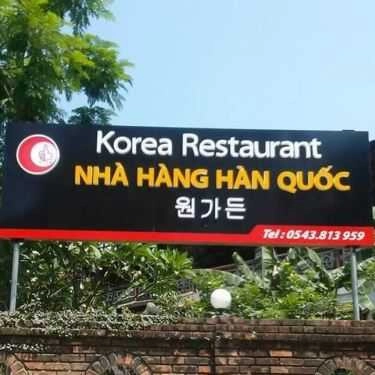 Korea Restaurant
NHÀ HÀNG HÀN QUỐC
원가든
Tel : 0543.813 959